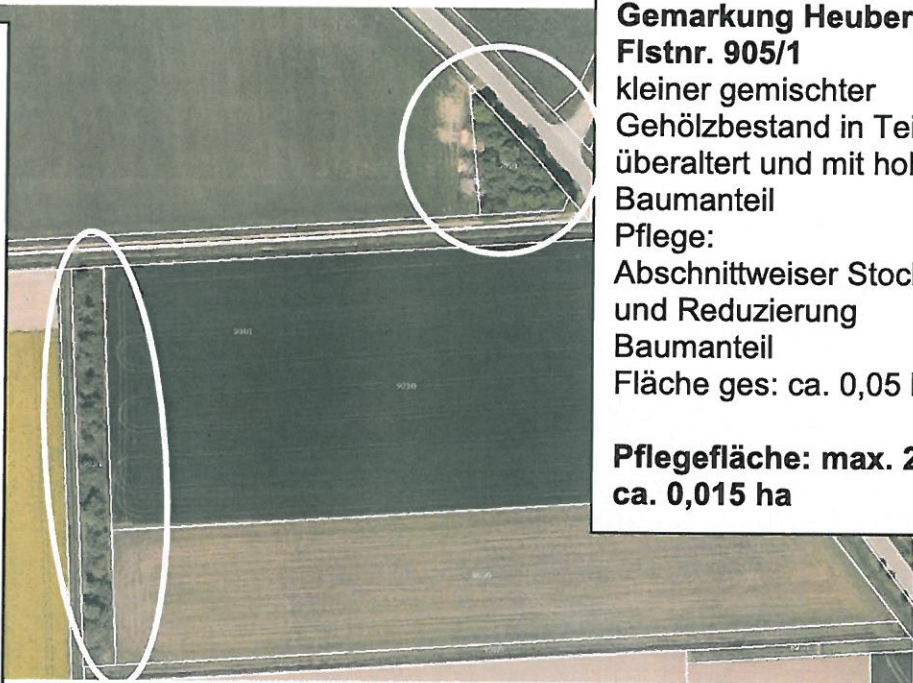 Gemarkung Heuber
Flstnr. 905/1
kleiner gemischter
Gehölzbestand in Tei
überaltert und mit hol
Baumanteil
Pflege:
Abschnittweiser Stock
und Reduzierung
Baumanteil
Fläche ges: ca. 0,05 h
Pflegefläche: max. 2
ca. 0,015 ha